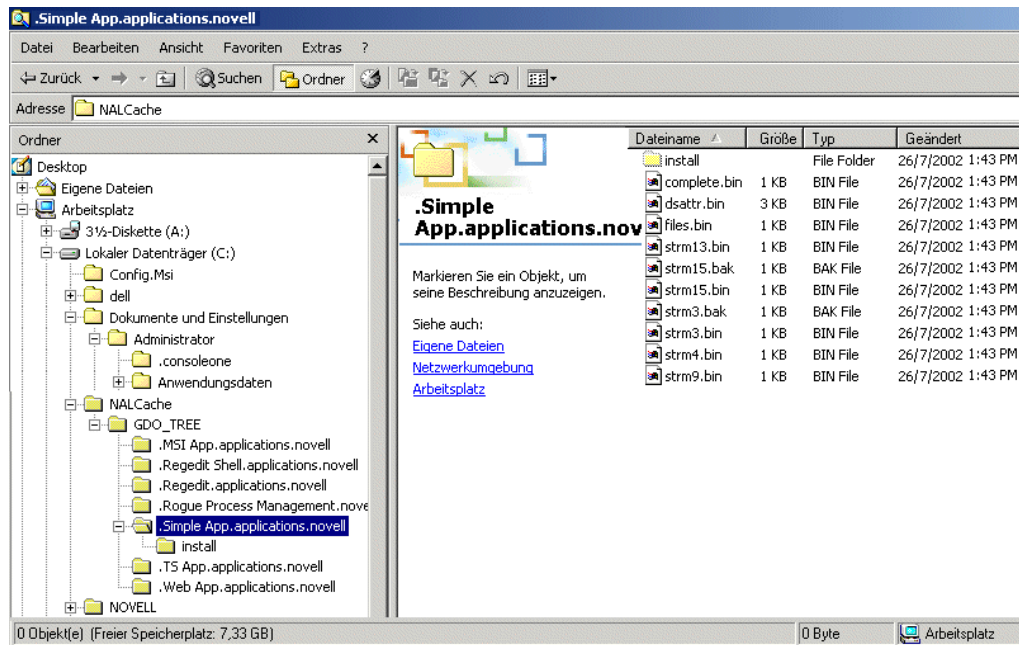 .Simple App.applications.novell
Datei Bearbeiten Ansicht Favoriten Extras ?
Zurück Suchen Ordner
Adresse NALCache
Ordner
Desktop
Eigene Dateien
Arbeitsplatz
3½-Diskette (A:)
Lokaler Datenträger (C:)
Config.Msi
dell
Dokumente und Einstellungen
Administrator
.consoleone
Anwendungsdaten
NALCache
GDO_TREE
.MSI App.applications.novell
.Regedit Shell.applications.novell
.Regedit.applications.novell
.Rogue Process Management.nove
.Simple App.applications.novell
install
.TS App.applications.novell
.Web App.applications.novell
NOVELL
.Simple
App.applications.nov
Markieren Sie ein Objekt, um
seine Beschreibung anzuzeigen.
Siehe auch:
Eigene Dateien
Netzwerkumgebung
Arbeitsplatz
Dateiname Größe Typ Geändert
install File Folder 26/7/2002 1:43 PM
complete.bin 1 KB BIN File 26/7/2002 1:43 PM
dsattr.bin 3 KB BIN File 26/7/2002 1:43 PM
files.bin 1 KB BIN File 26/7/2002 1:43 PM
strm13.bin 1 KB BIN File 26/7/2002 1:43 PM
strm15.bak 1 KB BAK File 26/7/2002 1:43 PM
strm15.bin 1 KB BIN File 26/7/2002 1:43 PM
strm3.bak 1 KB BAK File 26/7/2002 1:43 PM
strm3.bin 1 KB BIN File 26/7/2002 1:43 PM
strm4.bin 1 KB BIN File 26/7/2002 1:43 PM
strm9.bin 1 KB BIN File 26/7/2002 1:43 PM
0 Objekt(e) (Freier Speicherplatz: 7,33 GB) 0 Byte Arbeitsplatz